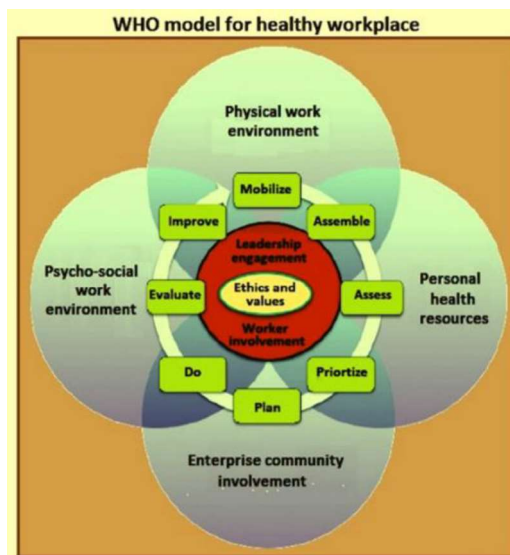 WHO model for healthy workplace
Physical work
environment
Mobilize
Improve
Assemble
Leadership
engagement
Psycho-social
work
environment
Evaluate
Ethics and
values
Assess
Personal
health
resources
Worker
involvement
Do
Priortize
Plan
Enterprise community
involvement